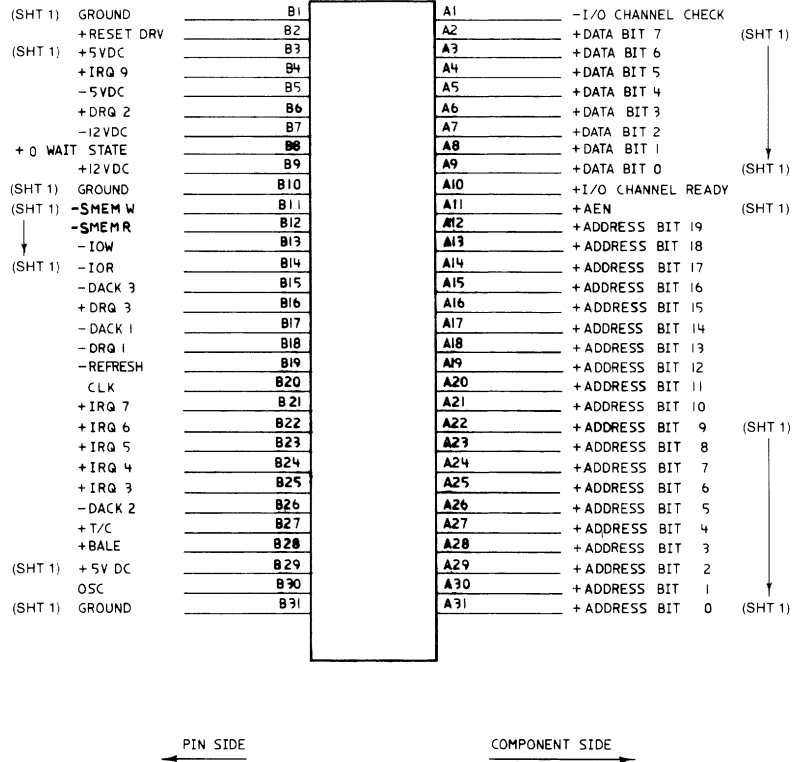 (SHT 1) GROUND B1 A1 -I/O CHANNEL CHECK
+RESET DRV B2 A2 +DATA BIT 7 (SHT 1)
(SHT 1) +5VDC B3 A3 +DATA BIT 6
+IRQ 9 B4 A4 +DATA BIT 5
-5VDC B5 A5 +DATA BIT 4
+DRQ 2 B6 A6 +DATA BIT 3
-12VDC B7 A7 +DATA BIT 2
+ 0 WAIT STATE B8 A8 +DATA BIT 1
+12VDC B9 A9 +DATA BIT 0 (SHT 1)
(SHT 1) GROUND B10 A10 +I/O CHANNEL READY
(SHT 1) -SMEM W B11 A11 +AEN (SHT 1)
-SMEMR B12 A12 +ADDRESS BIT 19
-IOW B13 A13 +ADDRESS BIT 18
(SHT 1) -IOR B14 A14 +ADDRESS BIT 17
-DACK 3 B15 A15 +ADDRESS BIT 16
+DRQ 3 B16 A16 +ADDRESS BIT 15
-DACK 1 B17 A17 +ADDRESS BIT 14
-DRQ 1 B18 A18 +ADDRESS BIT 13
-REFRESH B19 A19 +ADDRESS BIT 12
CLK B20 A20 +ADDRESS BIT 11
+IRQ 7 B21 A21 +ADDRESS BIT 10
+IRQ 6 B22 A22 +ADDRESS BIT 9 (SHT 1)
+IRQ 5 B23 A23 +ADDRESS BIT 8
+IRQ 4 B24 A24 +ADDRESS BIT 7
+IRQ 3 B25 A25 +ADDRESS BIT 6
-DACK 2 B26 A26 +ADDRESS BIT 5
+T/C B27 A27 +ADDRESS BIT 4
+BALE B28 A28 +ADDRESS BIT 3
(SHT 1) +5V DC B29 A29 +ADDRESS BIT 2
OSC B30 A30 +ADDRESS BIT 1
(SHT 1) GROUND B31 A31 +ADDRESS BIT 0 (SHT 1)
PIN SIDE COMPONENT SIDE